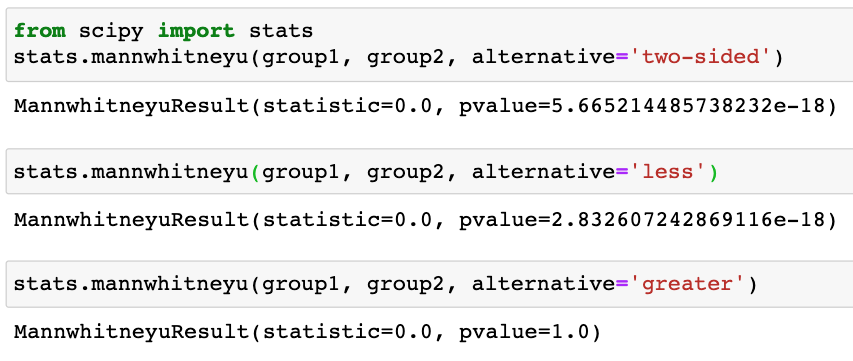 from scipy import stats
stats.mannwhitneyu(group1, group2, alternative='two-sided')
MannwhitneyuResult(statistic=0.0, pvalue=5.665214485738232e-18)
stats.mannwhitneyu(group1, group2, alternative='less')
MannwhitneyuResult(statistic=0.0, pvalue=2.832607242869116e-18)
stats.mannwhitneyu(group1, group2, alternative='greater')
MannwhitneyuResult(statistic=0.0, pvalue=1.0)